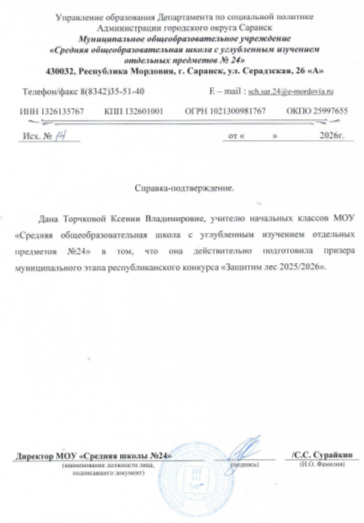 Управление образования Департамента по социальной политике
Администрации городского округа Саранск
Муниципальное общеобразовательное учреждение
«Средняя общеобразовательная школа с углубленным изучением
отдельных предметов № 24»
430032, Республика Мордовия, г. Саранск, ул. Серадзская, 26 «А»
Телефон/факс 8(8342)35-51-40 E – mail : sch.sar.24@e-mordovia.ru
ИНН 1326135767 КПП 132601001 ОГРН 1021300981767 ОКПО 25997655
Исх. № 14 от « » 2026г.
Справка-подтверждение.
Дана Торчковой Ксении Владимировне, учителю начальных классов МОУ
«Средняя общеобразовательная школа с углубленным изучением отдельных
предметов №24» в том, что она действительно подготовила призера
муниципального этапа республиканского конкурса «Защитим лес 2025/2026».
Директор МОУ «Средняя школы №24» /С.С. Сурайкин
(наименование должности лица, (подпись) (И.О. Фамилия)
подписавшего документ)